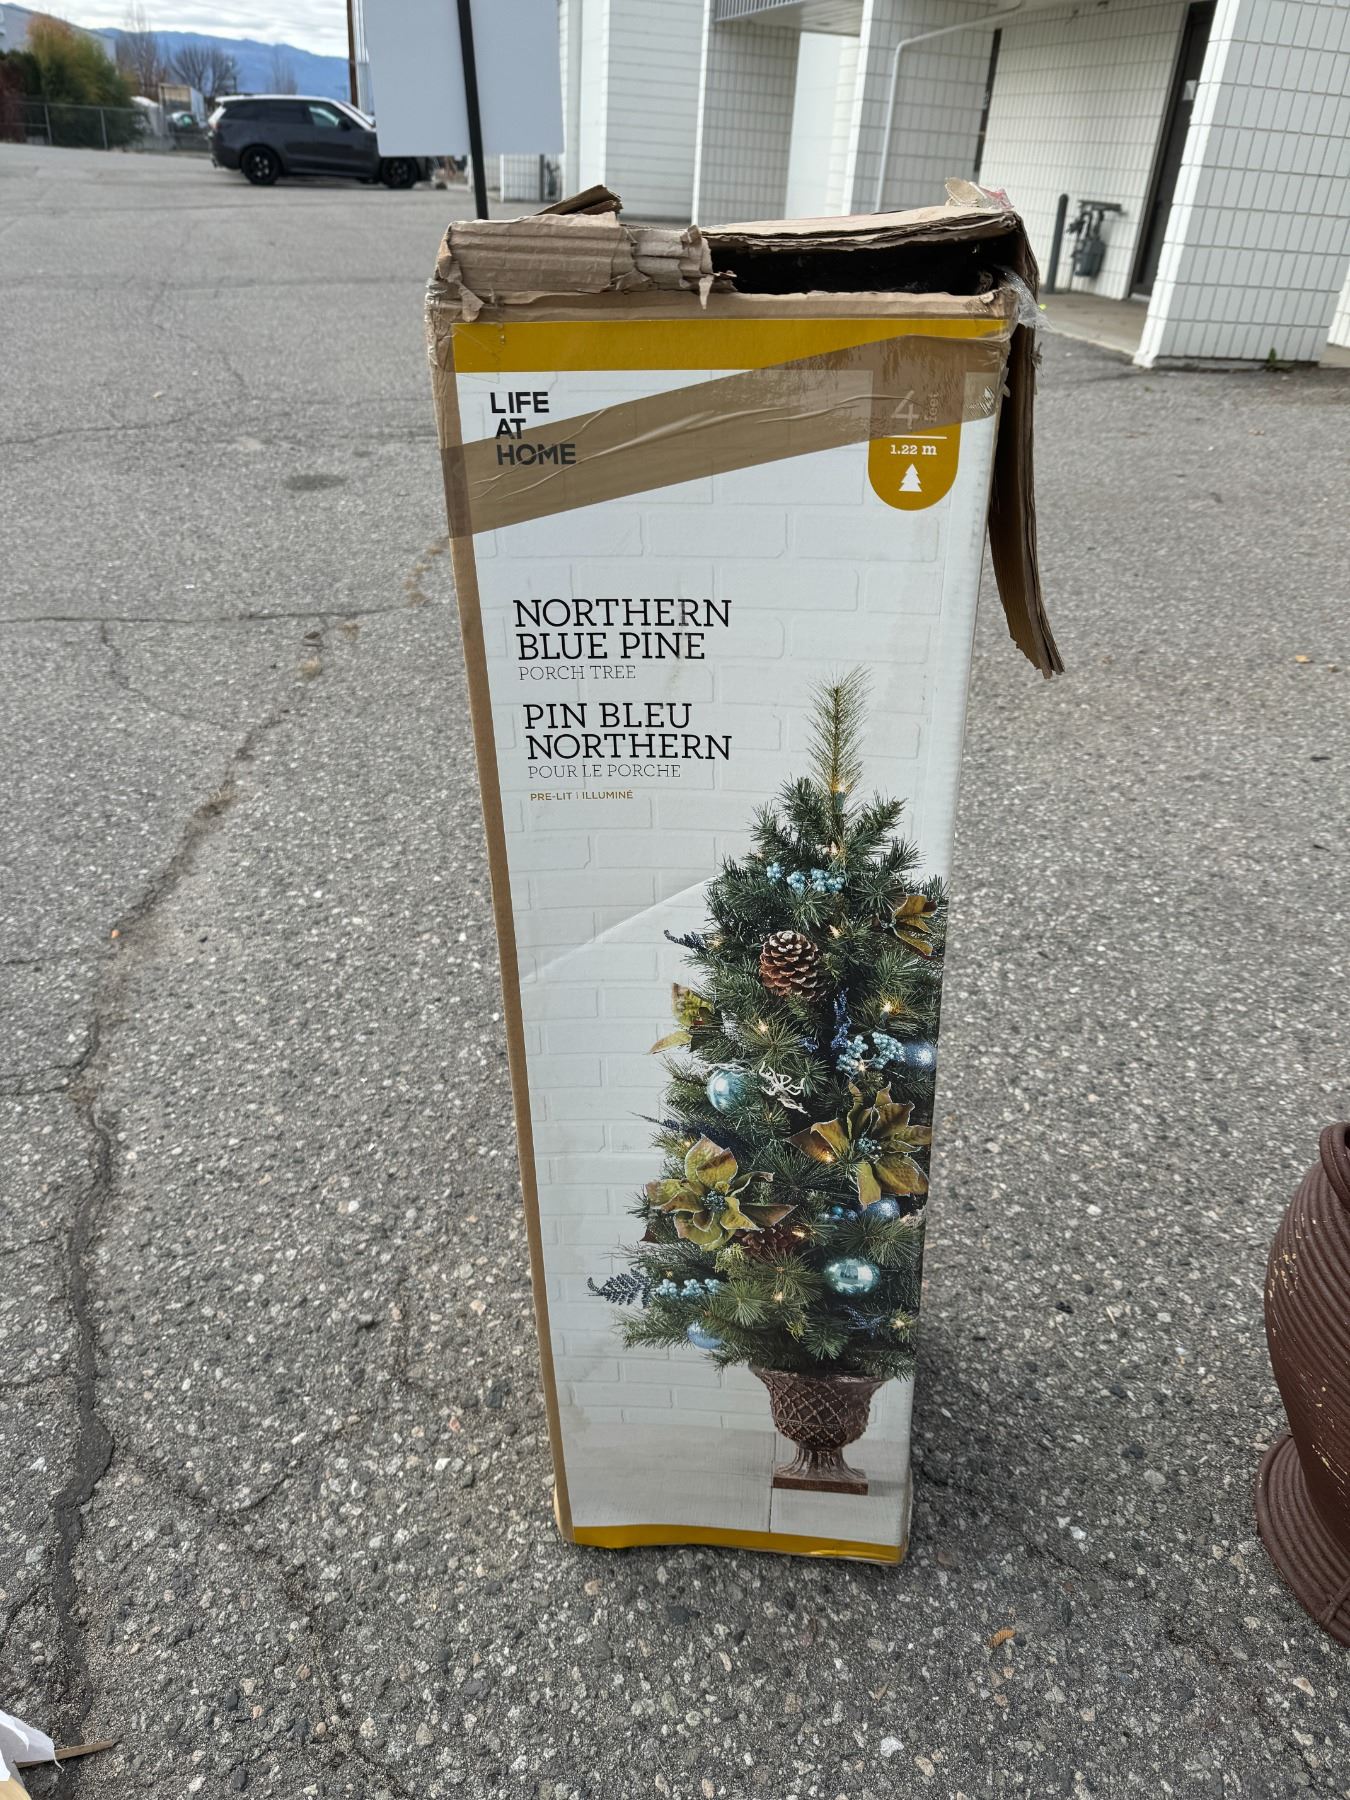 LIFE
AT
HOME
4 feet
1.22 m
NORTHERN
BLUE PINE
PORCH TREE
PIN BLEU
NORTHERN
POUR LE PORCHE
PRE-LIT | ILLUMINÉ